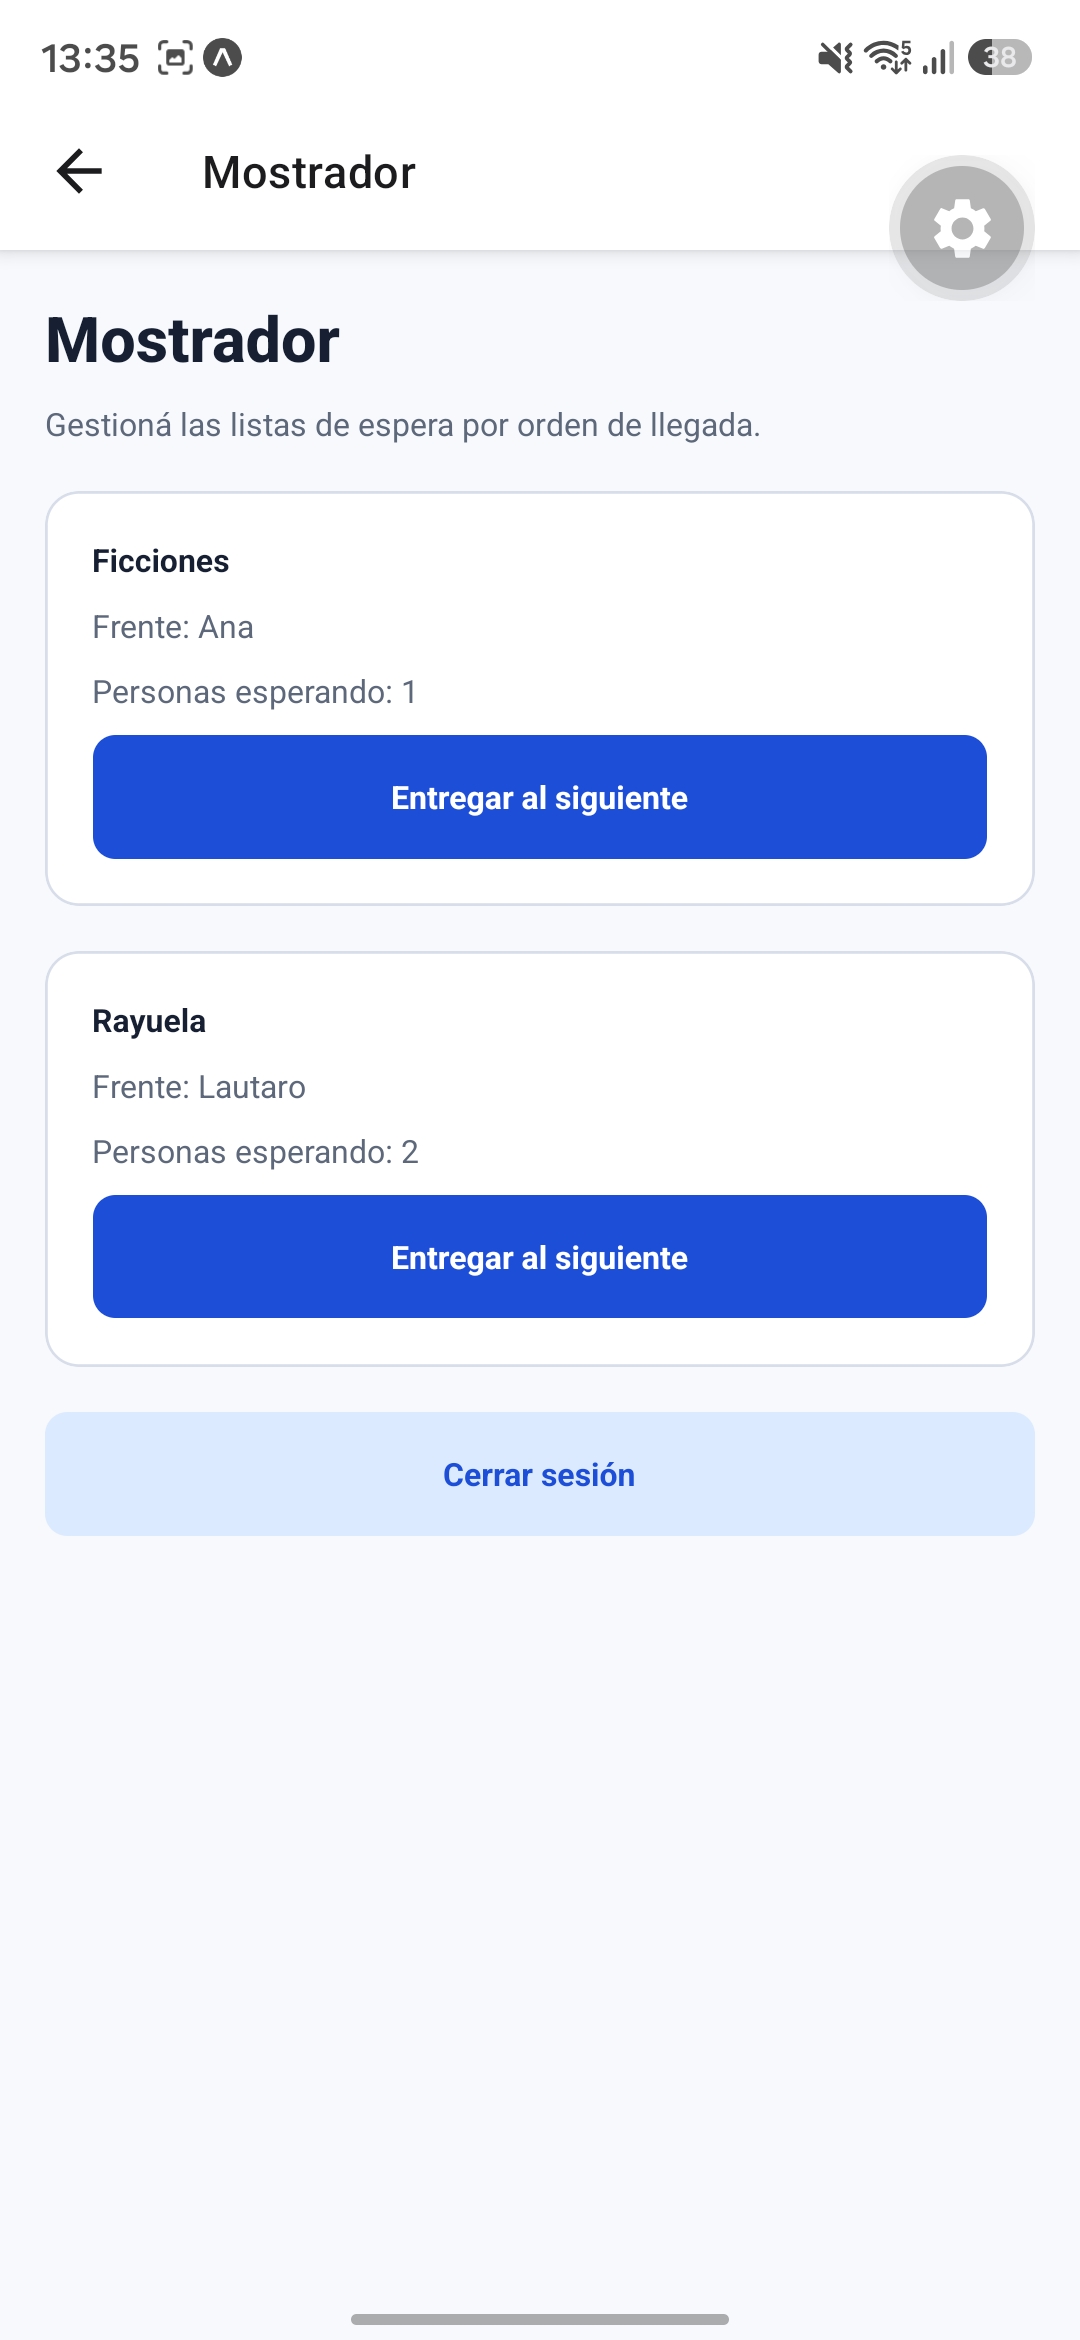 13:35
5
38
Mostrador
Mostrador
Gestioná las listas de espera por orden de llegada.
Ficciones
Frente: Ana
Personas esperando: 1
Entregar al siguiente
Rayuela
Frente: Lautaro
Personas esperando: 2
Entregar al siguiente
Cerrar sesión